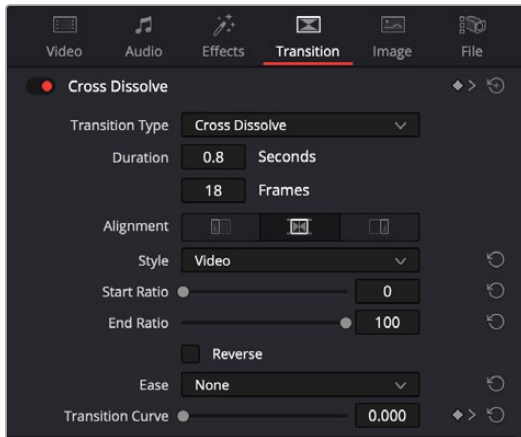 Video Audio Effects Transition Image File
Cross Dissolve
Transition Type Cross Dissolve
Duration 0.8 Seconds
18 Frames
Alignment
Style Video
Start Ratio 0
End Ratio 100
Reverse
Ease None
Transition Curve 0.000